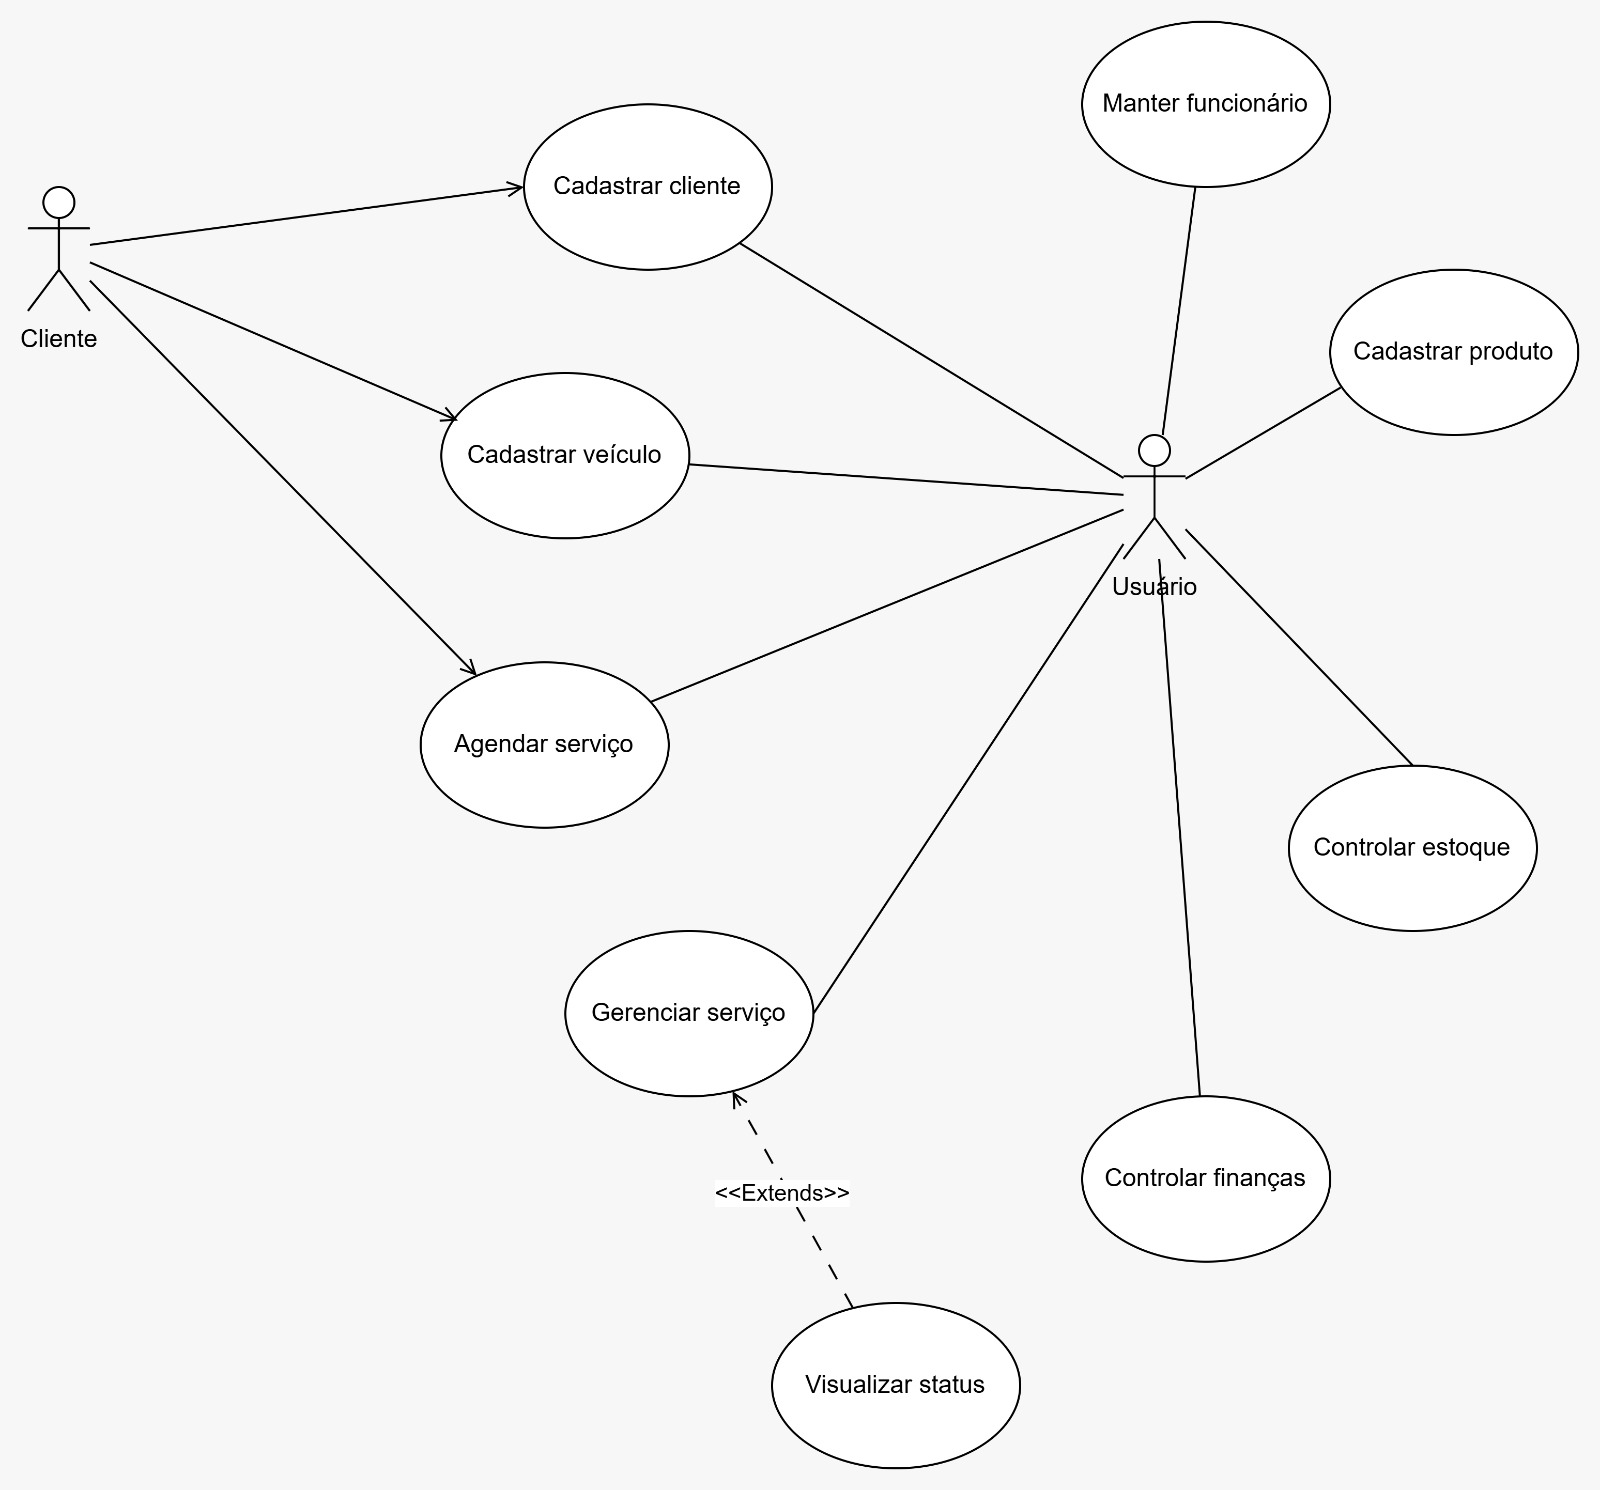 Manter funcionário
Cadastrar cliente
Cliente
Cadastrar produto
Cadastrar veículo
Usuário
Agendar serviço
Controlar estoque
Gerenciar serviço
Controlar finanças
<<Extends>>
Visualizar status